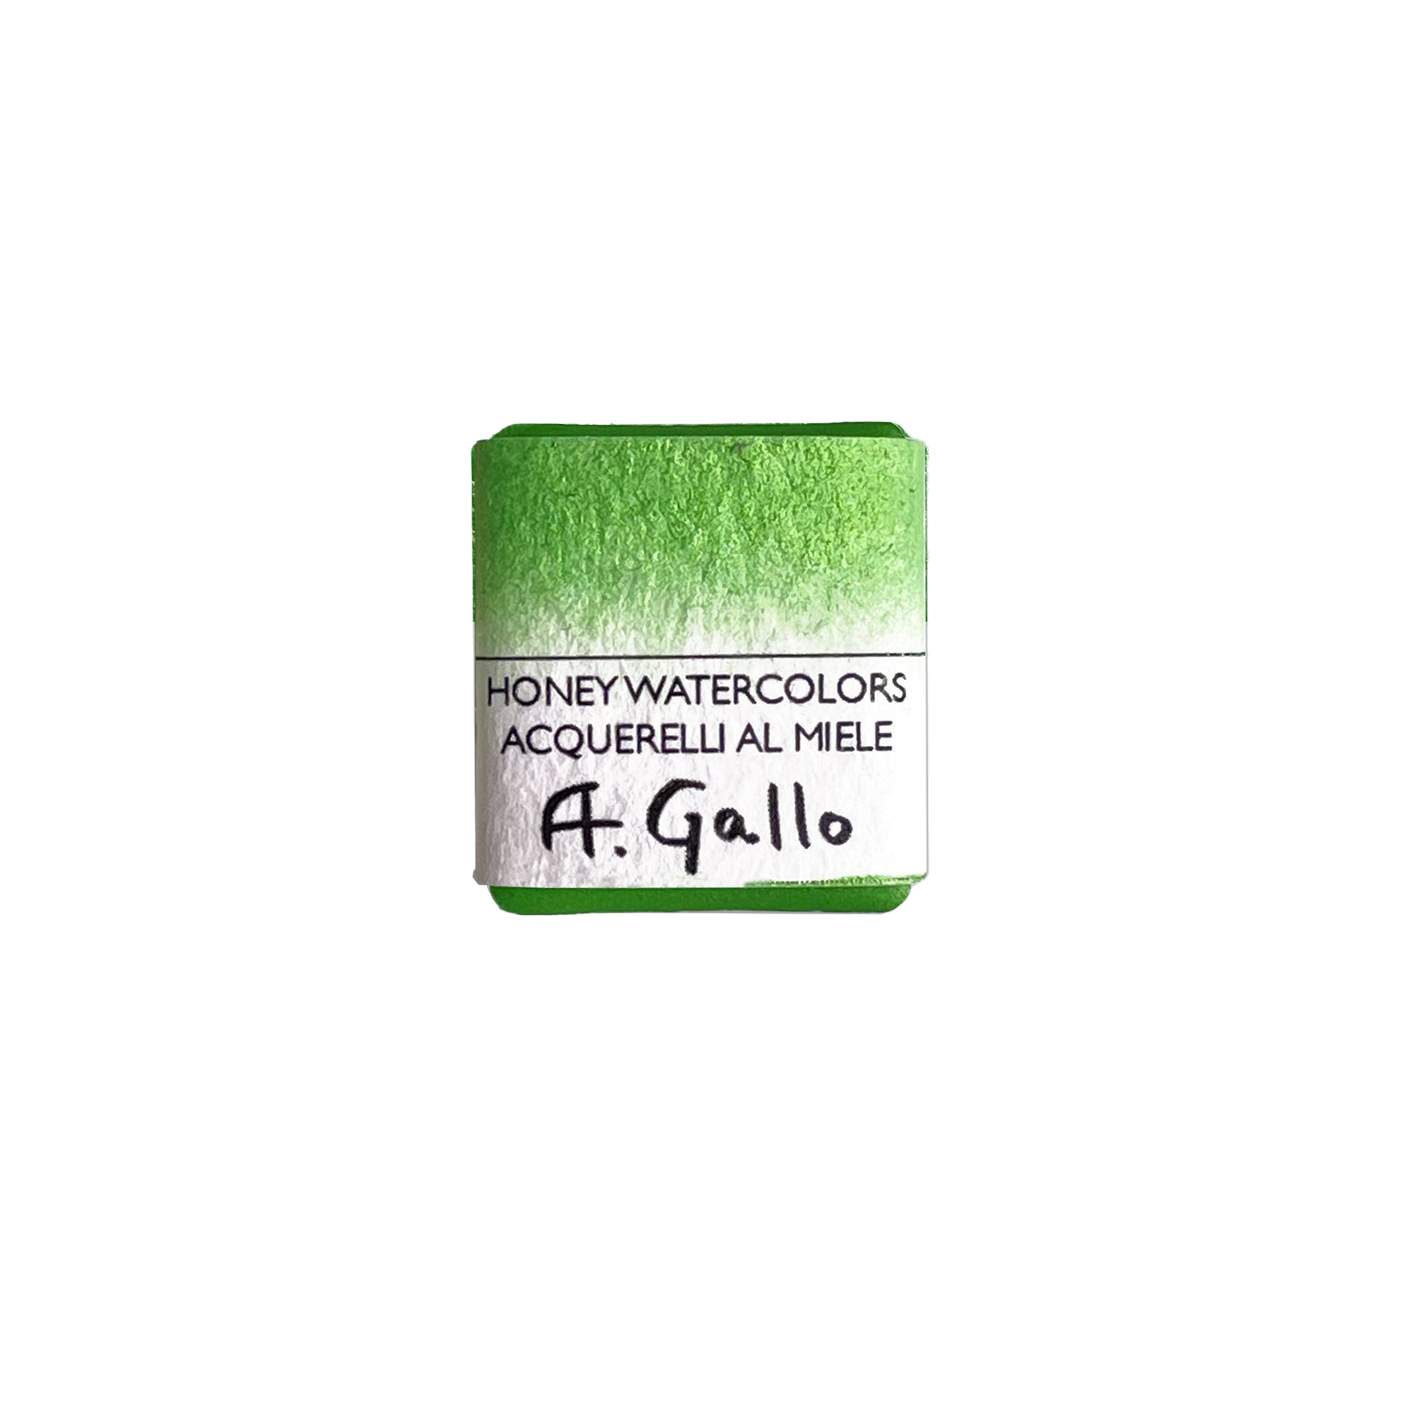 HONEY WATERCOLORS
ACQUERELLI AL MIELE
A. Gallo